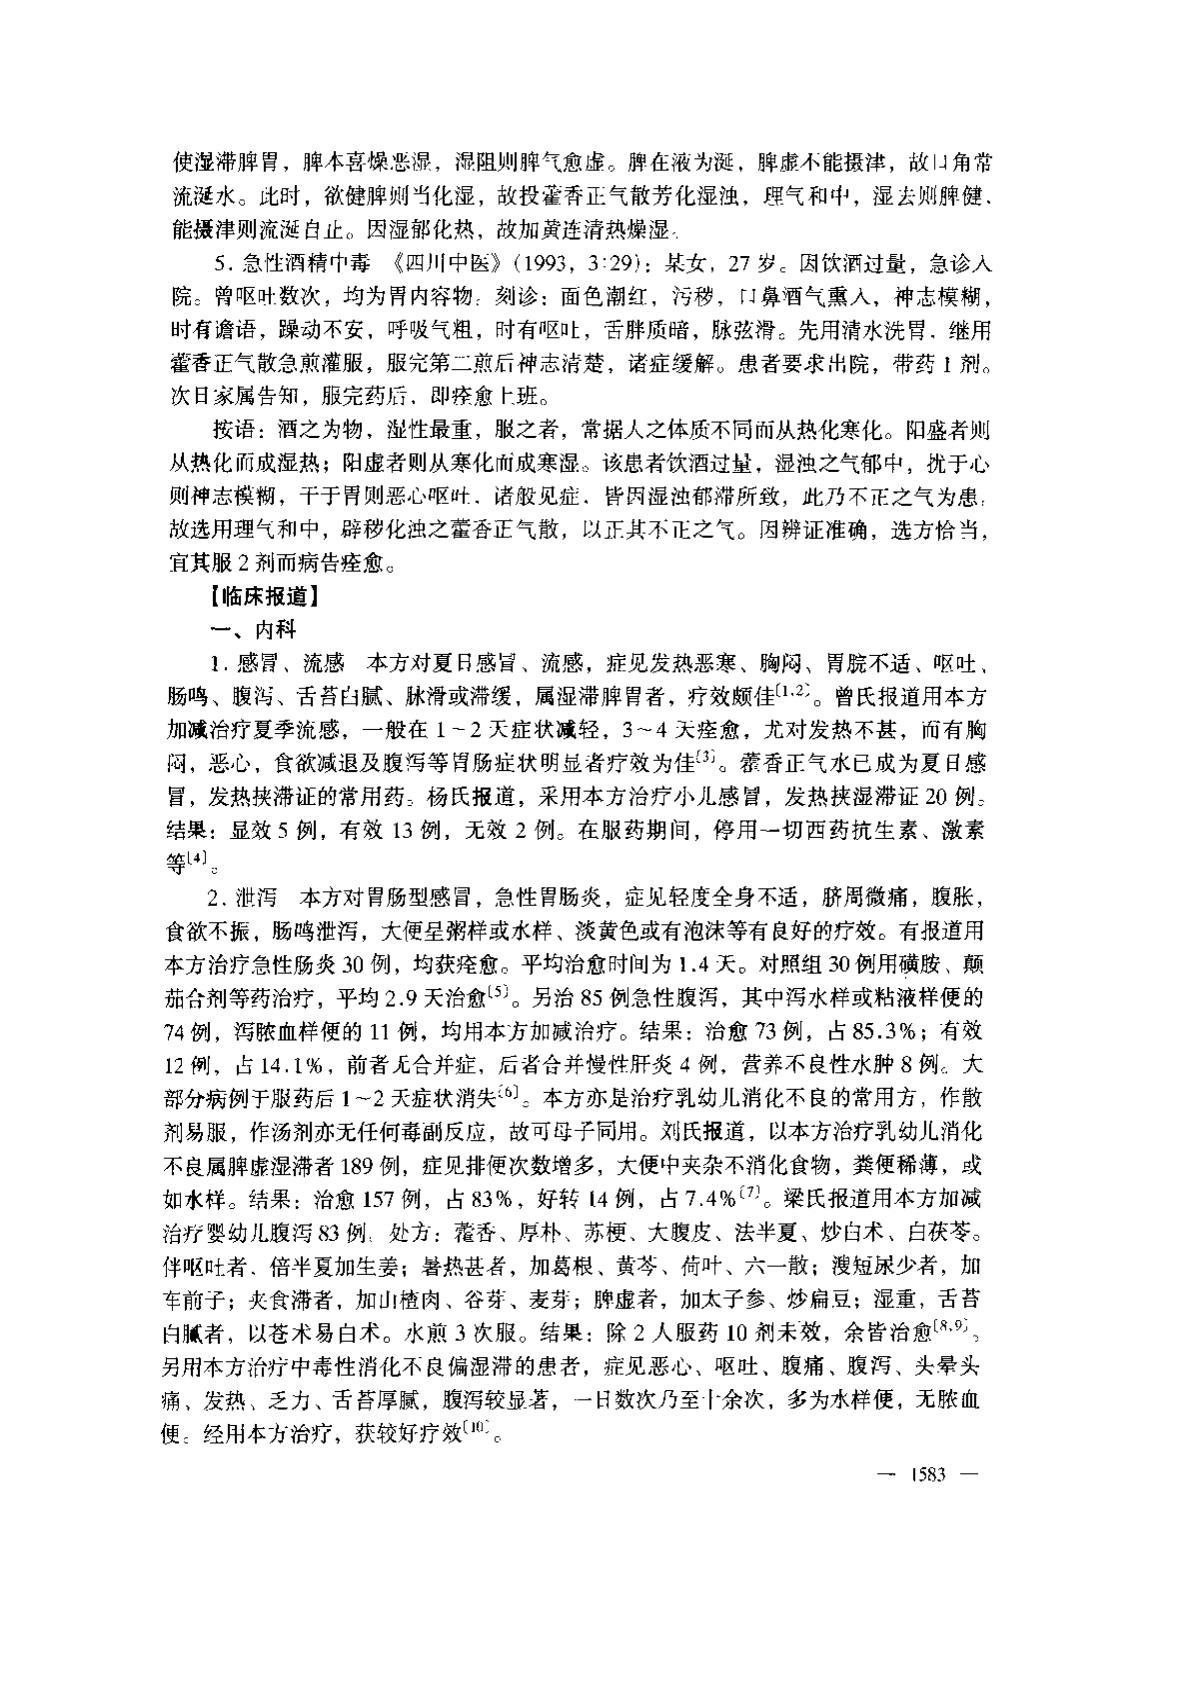 使湿滞脾胃，脾本喜燥恶湿，湿阻则脾气愈虚。脾在液为涎，脾虚不能摄津，故口角常
流涎水。此时，欲健脾则当化湿，故投藿香正气散芳化湿浊，理气和中，湿去则脾健，
能摄津则流涎自止。因湿郁化热，故加黄连清热燥湿。
5. 急性酒精中毒 《四川中医》(1993，3:29)：某女，27 岁。因饮酒过量，急诊入
院。曾呕吐数次，均为胃内容物。刻诊：面色潮红，污秽，口鼻酒气熏人，神志模糊，
时有谵语，躁动不安，呼吸气粗，时有呕吐，舌胖质暗，脉弦滑。先用清水洗胃，继用
藿香正气散急煎灌服，服完第二煎后神志清楚，诸症缓解。患者要求出院，带药 1 剂。
次日家属告知，服完药后，即痊愈上班。
按语：酒之为物，湿性最重，服之者，常据人之体质不同而从热化寒化。阳盛者则
从热化而成湿热；阳虚者则从寒化而成寒湿。该患者饮酒过量，湿浊之气郁中，扰于心
则神志模糊，干于胃则恶心呕吐，诸般见症，皆因湿浊郁滞所致，此乃不正之气为患，
故选用理气和中，辟秽化浊之藿香正气散，以正其不正之气。因辨证准确，选方恰当，
宜其服 2 剂而病告痊愈。
【临床报道】
一、内科
1. 感冒、流感 本方对夏日感冒、流感，症见发热恶寒、胸闷、胃脘不适、呕吐、
肠鸣、腹泻、舌苔白腻、脉滑或滞缓，属湿滞脾胃者，疗效颇佳〔1,2〕。曾氏报道用本方
加减治疗夏季流感，一般在 1~2 天症状减轻，3~4 天痊愈，尤对发热不甚，而有胸
闷，恶心，食欲减退及腹泻等胃肠症状明显者疗效为佳〔3〕。藿香正气水已成为夏日感
冒，发热挟滞证的常用药。杨氏报道，采用本方治疗小儿感冒，发热挟湿滞证 20 例。
结果：显效 5 例，有效 13 例，无效 2 例。在服药期间，停用一切西药抗生素、激素
等〔4〕。
2. 泄泻 本方对胃肠型感冒，急性胃肠炎，症见轻度全身不适，脐周微痛，腹胀，
食欲不振，肠鸣泄泻，大便呈粥样或水样、淡黄色或有泡沫等有良好的疗效。有报道用
本方治疗急性肠炎 30 例，均获痊愈。平均治愈时间为 1.4 天。对照组 30 例用磺胺、颠
茄合剂等药治疗，平均 2.9 天治愈〔5〕。另治 85 例急性腹泻，其中泻水样或粘液样便的
74 例，泻脓血样便的 11 例，均用本方加减治疗。结果：治愈 73 例，占 85.3%；有效
12 例，占 14.1%，前者无合并症，后者合并慢性肝炎 4 例，营养不良性水肿 8 例。大
部分病例于服药后 1~2 天症状消失〔6〕。本方亦是治疗乳幼儿消化不良的常用方，作散
剂易服，作汤剂亦无任何毒副反应，故可母子同用。刘氏报道，以本方治疗乳幼儿消化
不良属脾虚湿滞者 189 例，症见排便次数增多，大便中夹杂不消化食物，粪便稀薄，或
如水样。结果：治愈 157 例，占 83%，好转 14 例，占 7.4%〔7〕。梁氏报道用本方加减
治疗婴幼儿腹泻 83 例，处方：藿香、厚朴、苏梗、大腹皮、法半夏、炒白术、白茯苓。
伴呕吐者，倍半夏加生姜；暑热甚者，加葛根、黄芩、荷叶、六一散；溲短尿少者，加
车前子；夹食滞者，加山楂肉、谷芽、麦芽；脾虚者，加太子参、炒扁豆；湿重，舌苔
白腻者，以苍术易白术。水煎 3 次服。结果：除 2 人服药 10 剂未效，余皆治愈〔8,9〕。
另用本方治疗中毒性消化不良偏湿滞的患者，症见恶心、呕吐、腹痛、腹泻、头晕头
痛、发热、乏力、舌苔厚腻，腹泻较显著，一日数次乃至十余次，多为水样便，无脓血
便。经用本方治疗，获较好疗效〔10〕。
— 1583 —